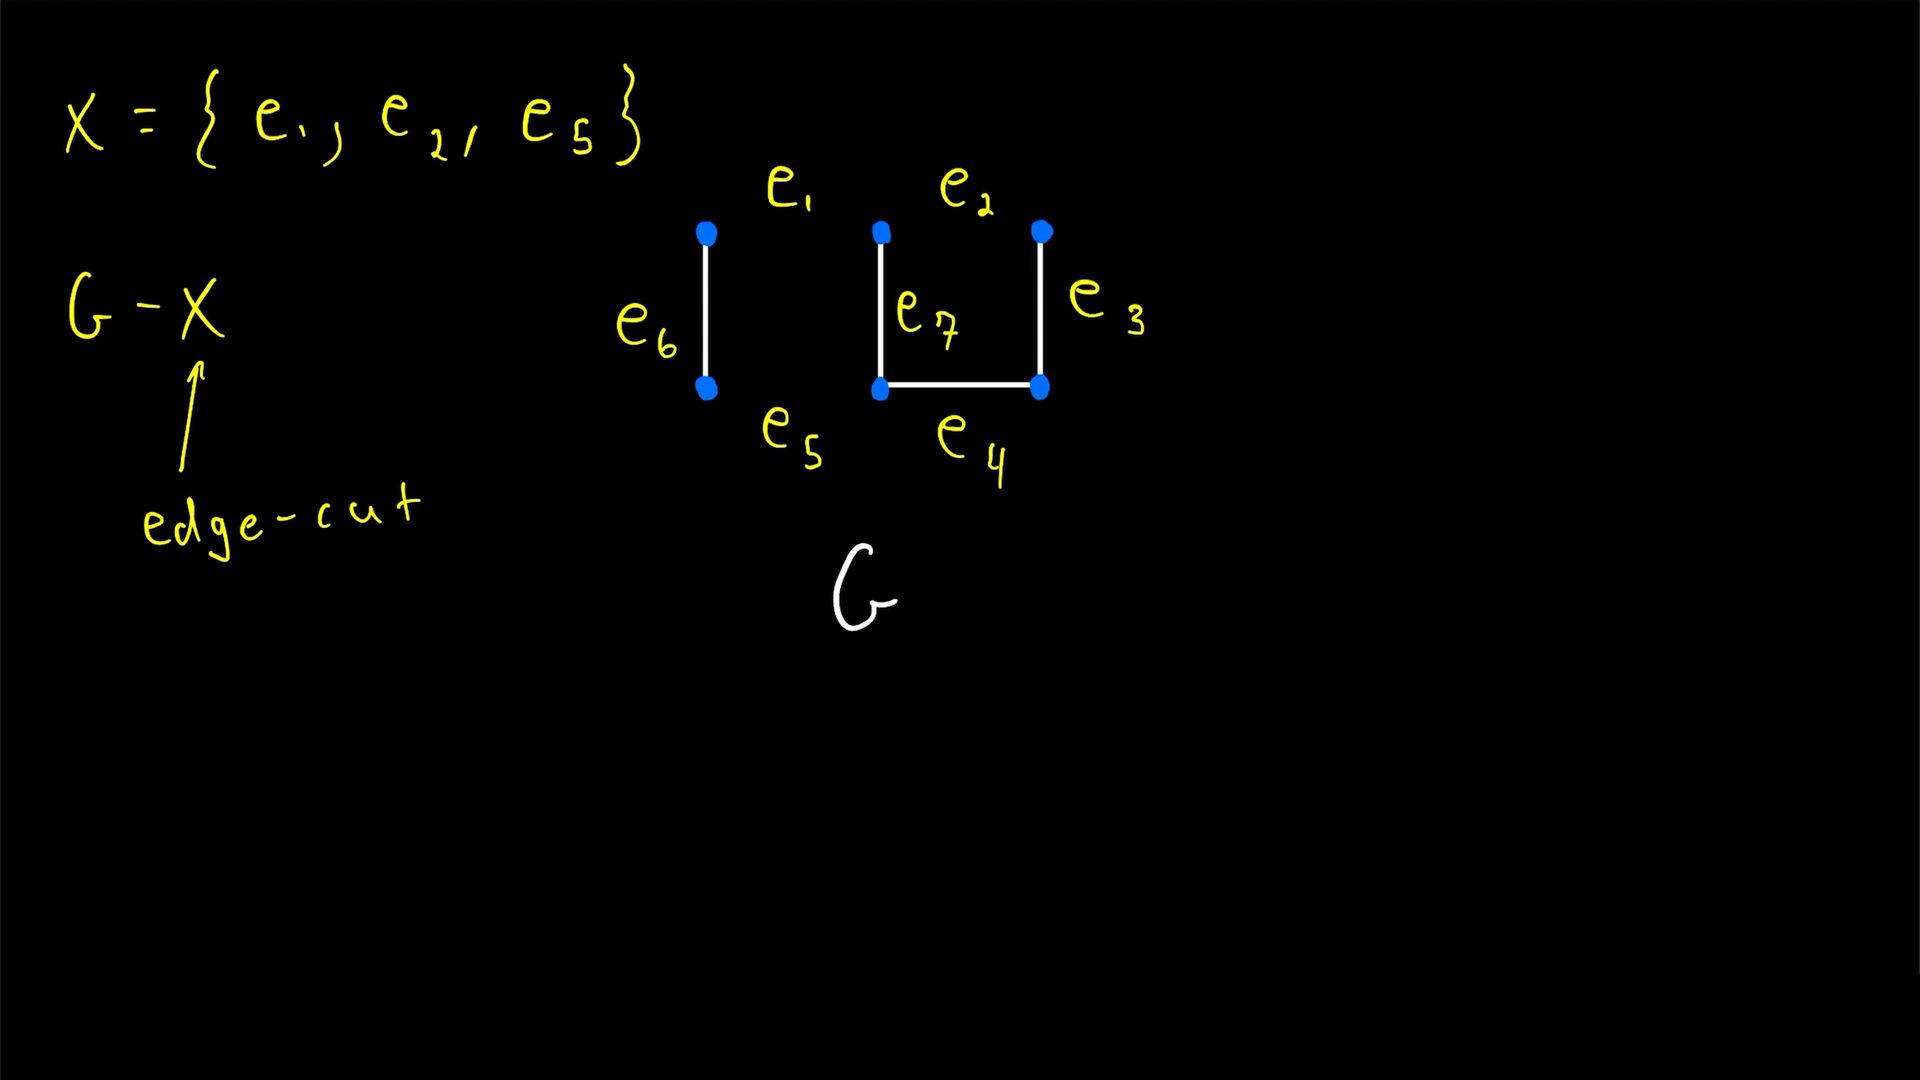 X = { e₁, e₂, e₅ }
e₁ e₂
G - X
e₆ e₇ e₃
e₅ e₄
edge-cut
G